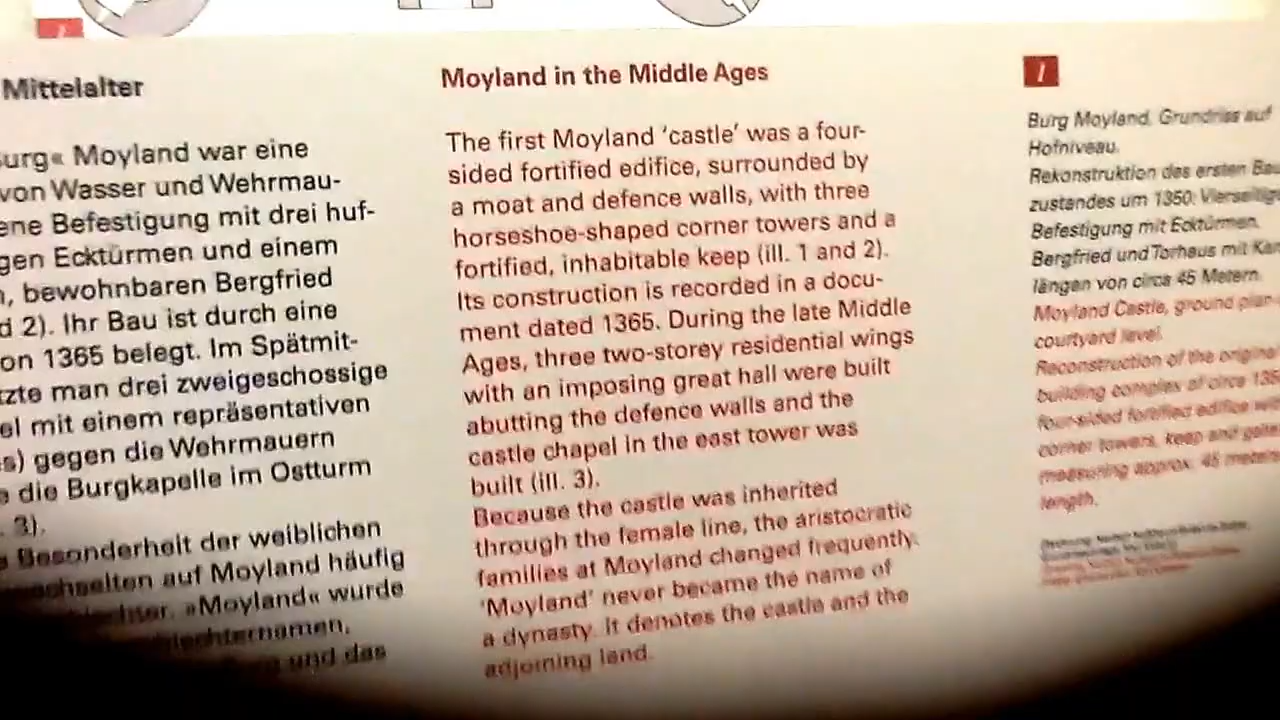 Mittelalter
Burg« Moyland war eine
von Wasser und Wehrmau-
ene Befestigung mit drei huf-
gen Ecktürmen und einem
, bewohnbaren Bergfried
d 2). Ihr Bau ist durch eine
on 1365 belegt. Im Spätmit-
zte man drei zweigeschossige
el mit einem repräsentativen
s) gegen die Wehrmauern
e die Burgkapelle im Ostturm
. 3).
Besonderheit der weiblichen
wechselten auf Moyland häufig
»Moyland« wurde
und das
Moyland in the Middle Ages
The first Moyland ‘castle’ was a four-
sided fortified edifice, surrounded by
a moat and defence walls, with three
horseshoe-shaped corner towers and a
fortified, inhabitable keep (ill. 1 and 2).
Its construction is recorded in a docu-
ment dated 1365. During the late Middle
Ages, three two-storey residential wings
with an imposing great hall were built
abutting the defence walls and the
castle chapel in the east tower was
built (ill. 3).
Because the castle was inherited
through the female line, the aristocratic
families at Moyland changed frequently.
‘Moyland’ never became the name of
a dynasty. It denotes the castle and the
adjoining land.
1
Burg Moyland, Grundriss auf
Hofniveau.
Rekonstruktion des ersten Bau
zustandes um 1350: Vierseitige
Befestigung mit Ecktürmen,
Bergfried und Torhaus mit Kan
längen von circa 45 Metern.
Moyland Castle, ground plan
courtyard level.
Reconstruction of the original
building complex of circa 135
four-sided fortified edifice wit
corner towers, keep and gate
measuring approx. 45 metres
length.